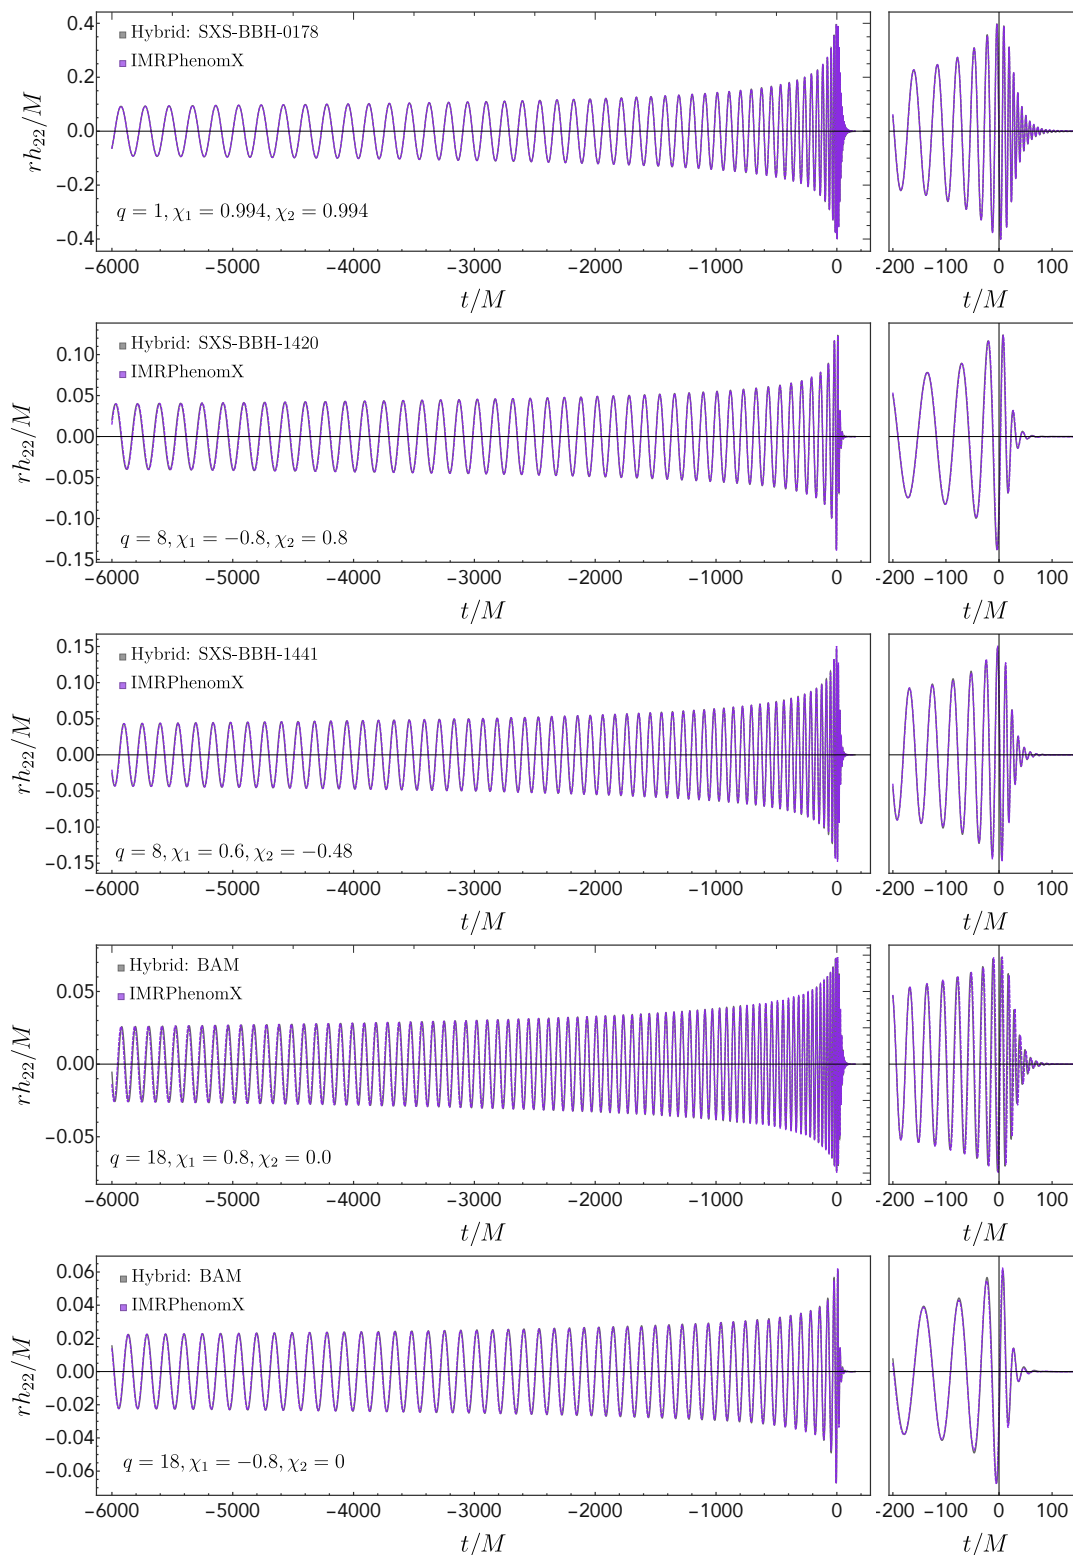 Hybrid: SXS-BBH-0178
IMRPhenomX
rh22/M
0.4
0.2
0.0
−0.2
−0.4
q = 1, χ1 = 0.994, χ2 = 0.994
−6000 −5000 −4000 −3000 −2000 −1000 0
−200 −100 0 100
t/M t/M
Hybrid: SXS-BBH-1420
IMRPhenomX
rh22/M
0.10
0.05
0.00
−0.05
−0.10
−0.15
q = 8, χ1 = −0.8, χ2 = 0.8
−6000 −5000 −4000 −3000 −2000 −1000 0
−200 −100 0 100
t/M t/M
Hybrid: SXS-BBH-1441
IMRPhenomX
rh22/M
0.15
0.10
0.05
0.00
−0.05
−0.10
−0.15
q = 8, χ1 = 0.6, χ2 = −0.48
−6000 −5000 −4000 −3000 −2000 −1000 0
−200 −100 0 100
t/M t/M
Hybrid: BAM
IMRPhenomX
rh22/M
0.05
0.00
−0.05
q = 18, χ1 = 0.8, χ2 = 0.0
−6000 −5000 −4000 −3000 −2000 −1000 0
−200 −100 0 100
t/M t/M
Hybrid: BAM
IMRPhenomX
rh22/M
0.06
0.04
0.02
0.00
−0.02
−0.04
−0.06
q = 18, χ1 = −0.8, χ2 = 0
−6000 −5000 −4000 −3000 −2000 −1000 0
−200 −100 0 100
t/M t/M